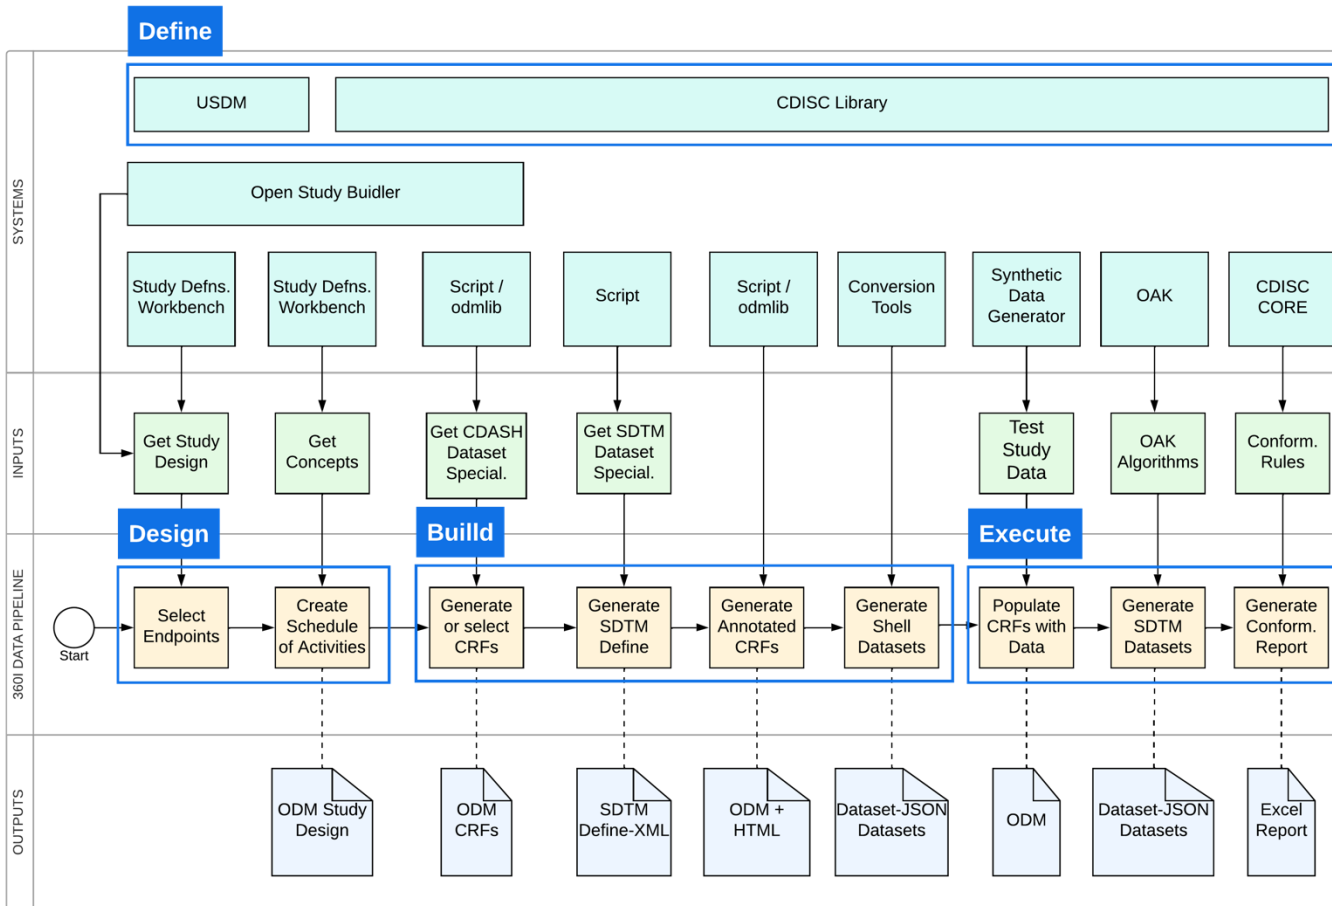 Define
USDM
CDISC Library
Open Study Buidler
SYSTEMS
Study Defns.
Workbench
Study Defns.
Workbench
Script /
odmlib
Script
Script /
odmlib
Conversion
Tools
Synthetic
Data
Generator
OAK
CDISC
CORE
INPUTS
Get Study
Design
Get
Concepts
Get CDASH
Dataset
Special.
Get SDTM
Dataset
Special.
Test
Study
Data
OAK
Algorithms
Conform.
Rules
Design
Builld
Execute
360I DATA PIPELINE
Start
Select
Endpoints
Create
Schedule
of Activities
Generate
or select
CRFs
Generate
SDTM
Define
Generate
Annotated
CRFs
Generate
Shell
Datasets
Populate
CRFs with
Data
Generate
SDTM
Datasets
Generate
Conform.
Report
OUTPUTS
ODM Study
Design
ODM
CRFs
SDTM
Define-XML
ODM +
HTML
Dataset-JSON
Datasets
ODM
Dataset-JSON
Datasets
Excel
Report